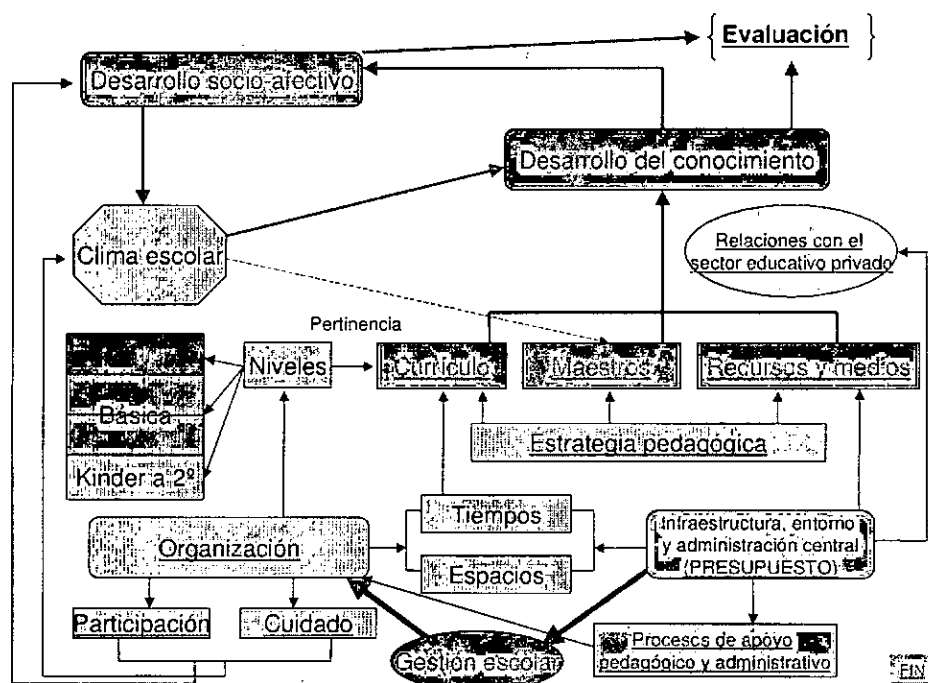 Evaluación
Desarrollo socio-afectivo
Desarrollo del conocimiento
Clima escolar
Relaciones con el
sector educativo privado
Pertinencia
Niveles
Currículo
Maestros
Recursos y medios
Básica
Kinder a 2º
Estrategia pedagógica
Tiempos
Espacios
Organización
Infraestructura, entorno
y administración central
(PRESUPUESTO)
Participación
Cuidado
Gestión escolar
Procesos de apoyo
pedagógico y administrativo
FIN